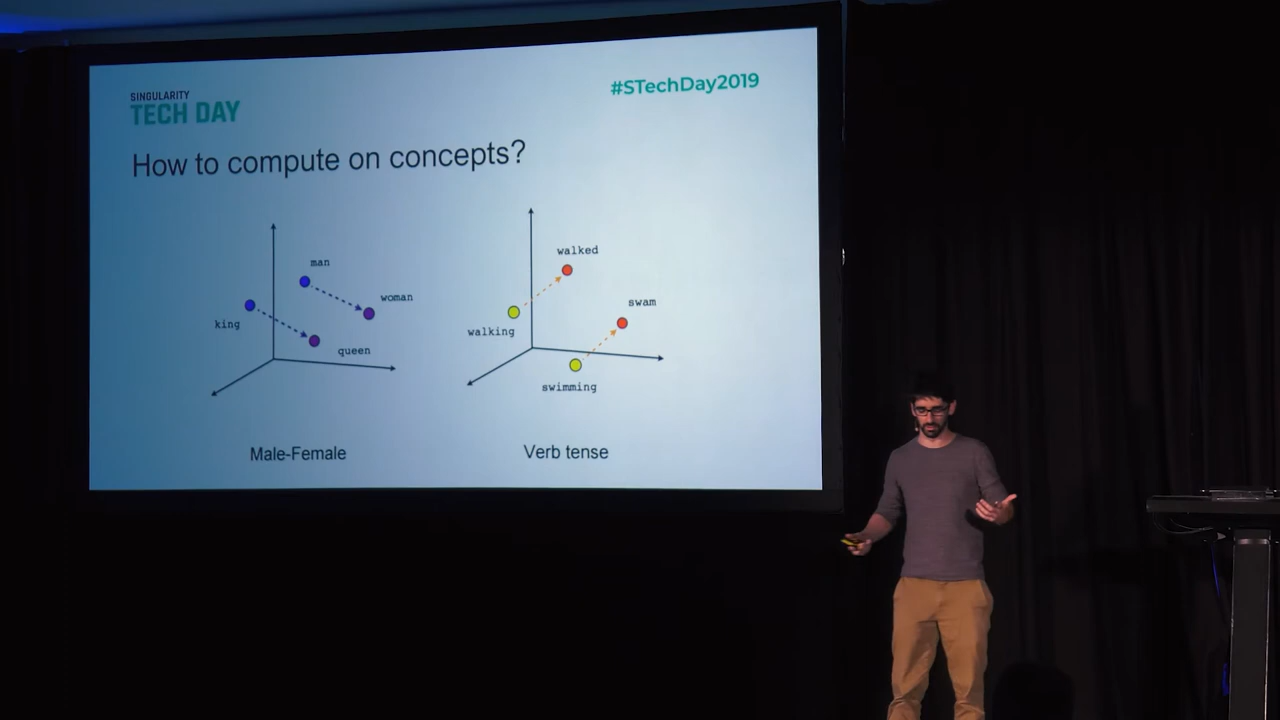 SINGULARITY
TECH DAY
#STechDay2019
How to compute on concepts?
man
woman
king
queen
walked
swam
walking
swimming
Male-Female
Verb tense